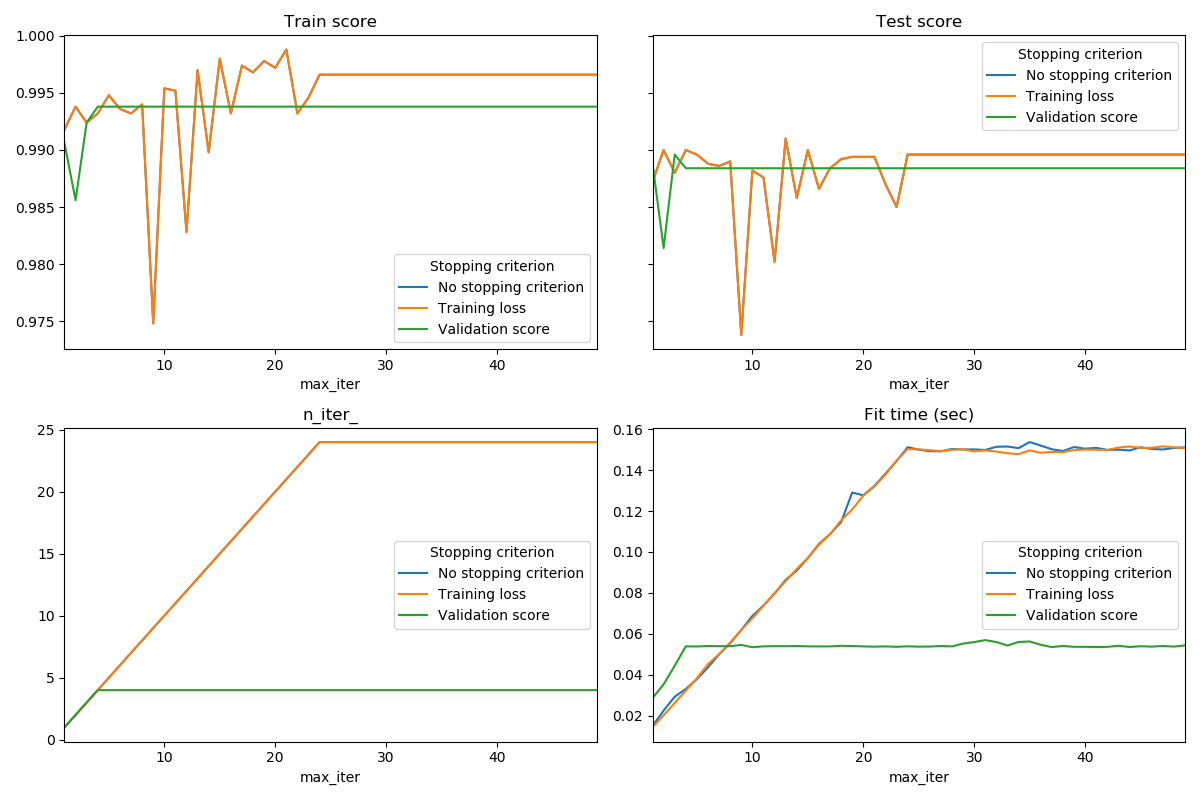 Train score
1.000
0.995
0.990
0.985
0.980
0.975
Stopping criterion
No stopping criterion
Training loss
Validation score
10 20 30 40
max_iter
Test score
Stopping criterion
No stopping criterion
Training loss
Validation score
10 20 30 40
max_iter
n_iter_
25
20
15
10
5
0
Stopping criterion
No stopping criterion
Training loss
Validation score
10 20 30 40
max_iter
Fit time (sec)
0.16
0.14
0.12
0.10
0.08
0.06
0.04
0.02
Stopping criterion
No stopping criterion
Training loss
Validation score
10 20 30 40
max_iter